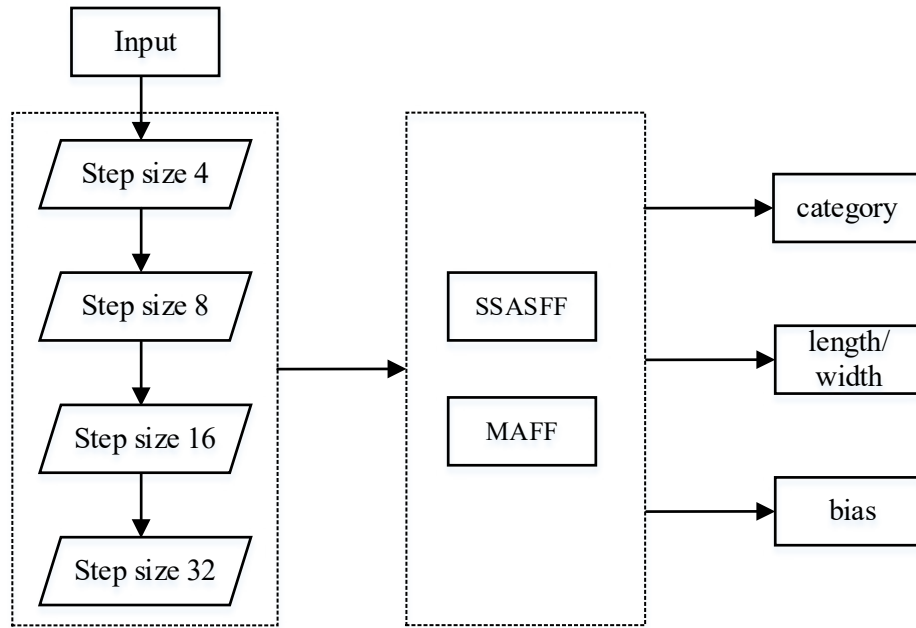 Input
Step size 4
Step size 8
Step size 16
Step size 32
SSASFF
MAFF
category
length/
width
bias